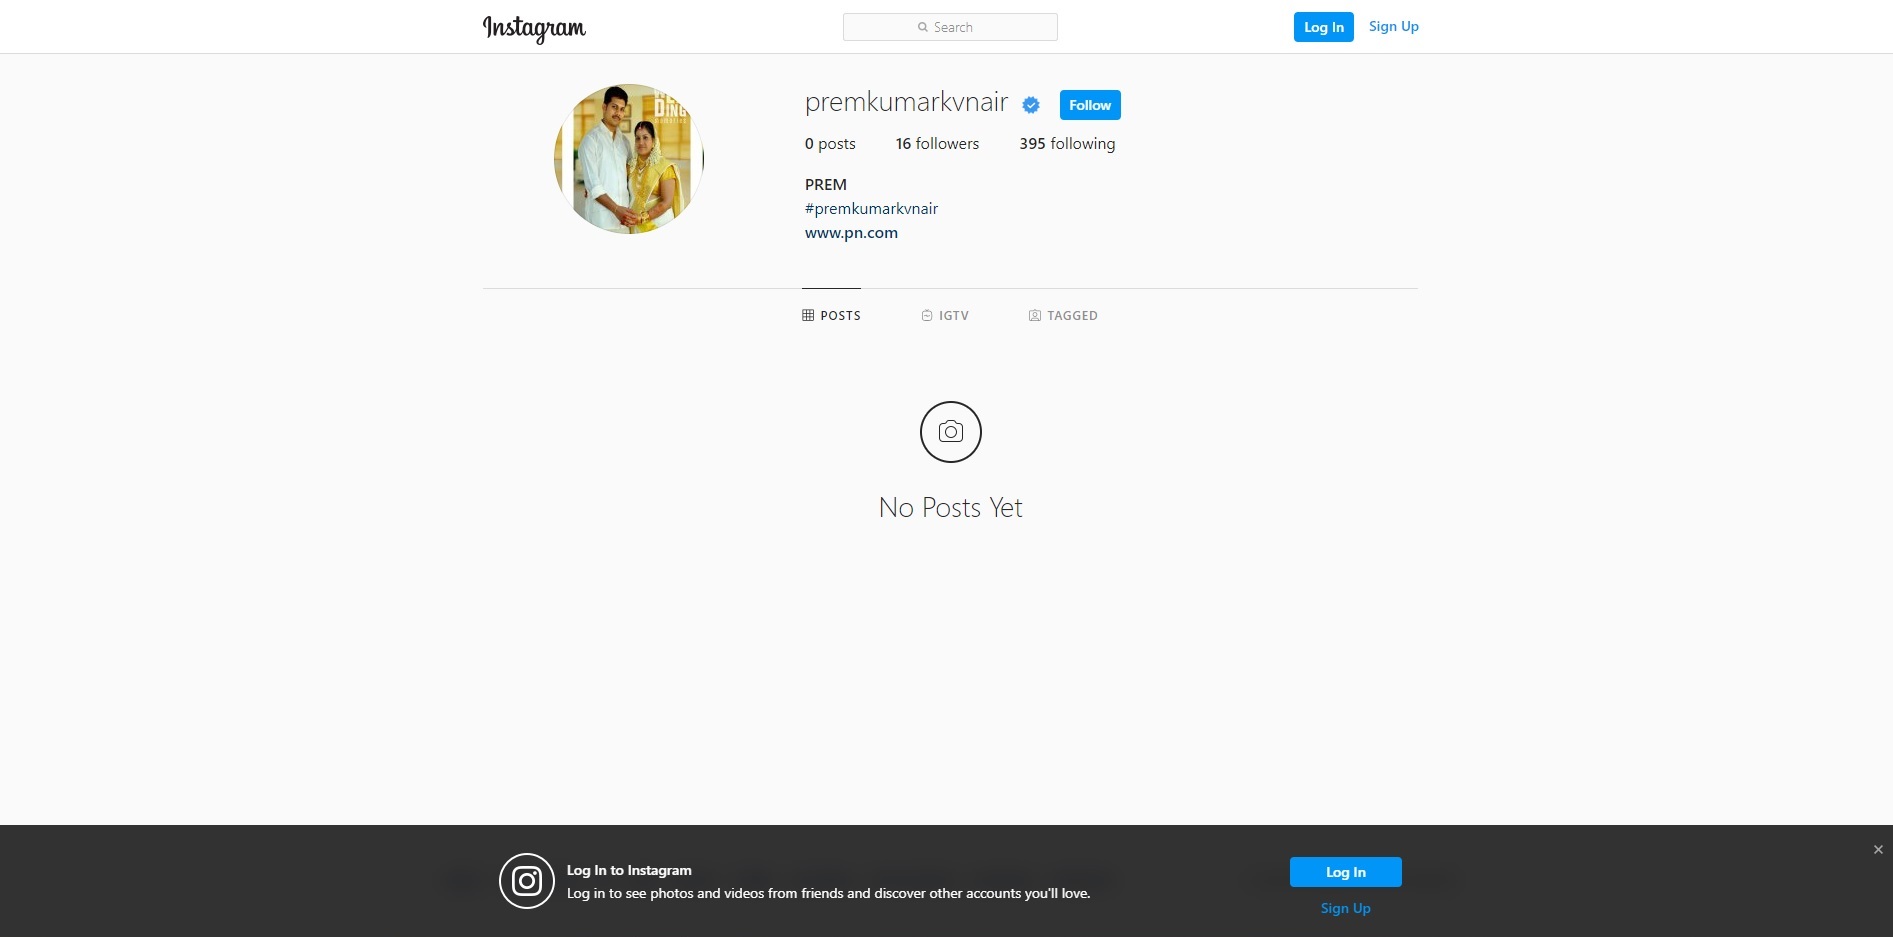 Instagram
Search
Log In
Sign Up
DING
premkumarkvnair
Follow
0 posts
16 followers
395 following
PREM
#premkumarkvnair
www.pn.com
POSTS
IGTV
TAGGED
No Posts Yet
Log In to Instagram
Log in to see photos and videos from friends and discover other accounts you'll love.
Log In
Sign Up